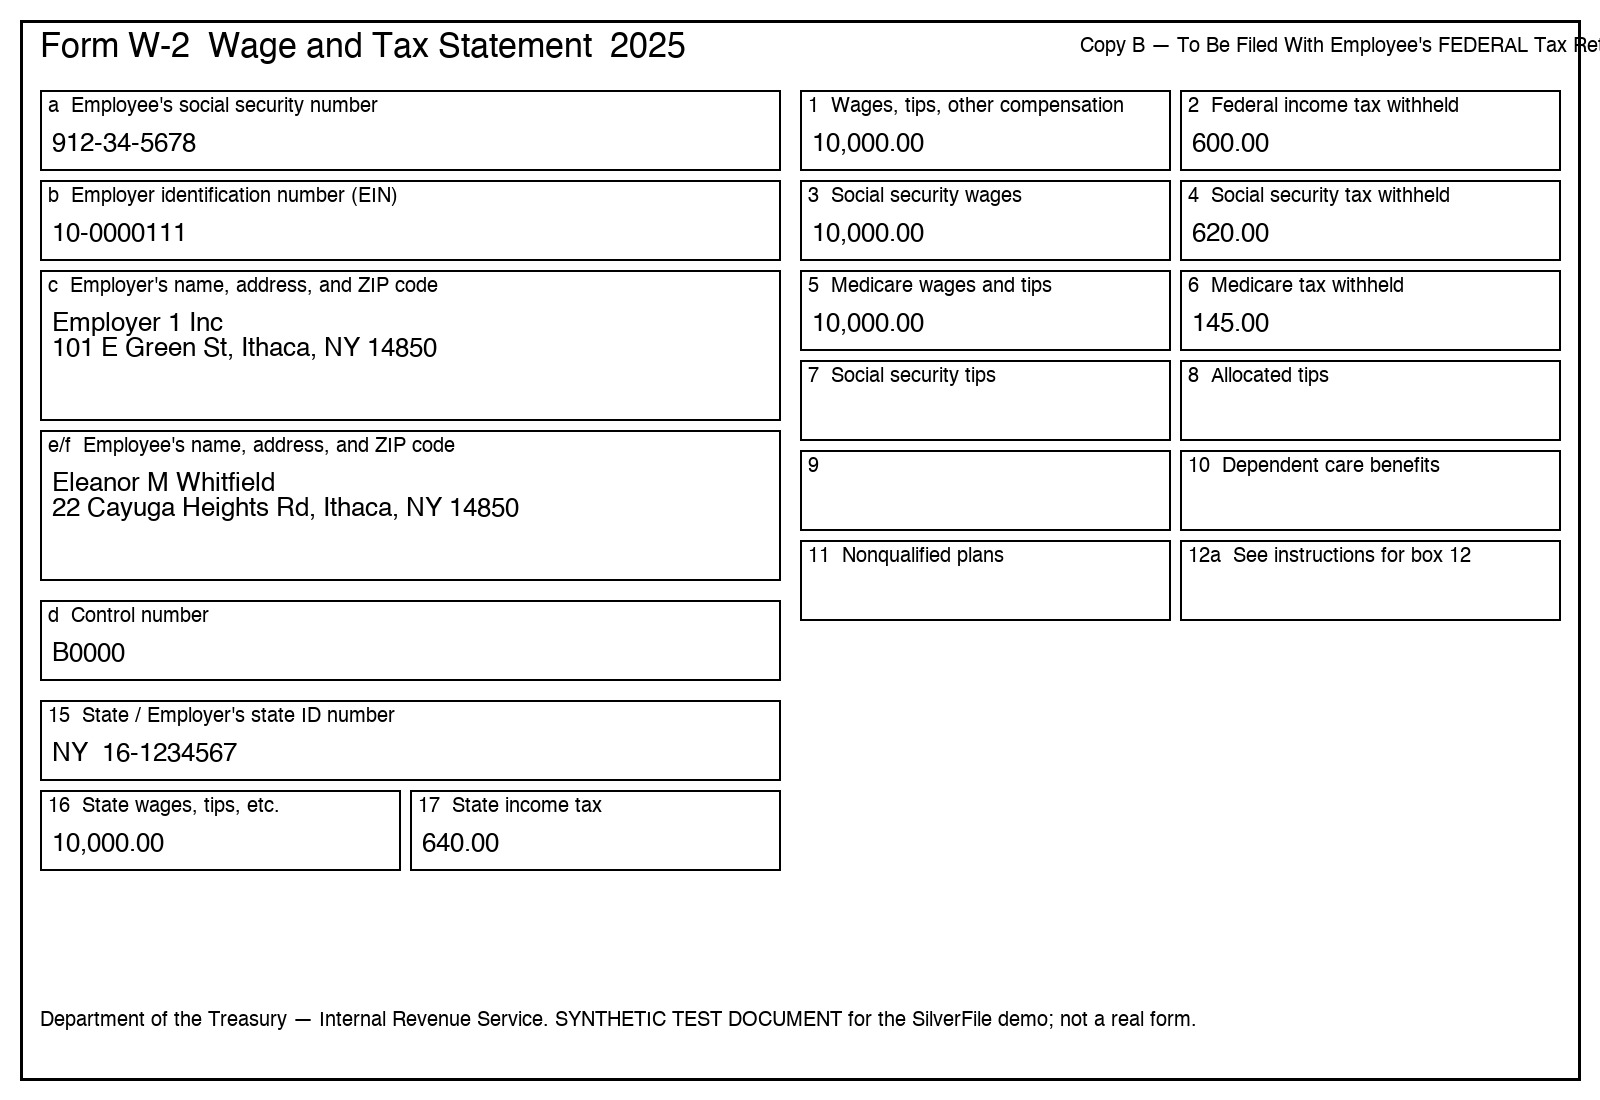 Form W-2 Wage and Tax Statement 2025
Copy B — To Be Filed With Employee's FEDERAL Tax
a Employee's social security number
912-34-5678
b Employer identification number (EIN)
10-0000111
c Employer's name, address, and ZIP code
Employer 1 Inc
101 E Green St, Ithaca, NY 14850
e/f Employee's name, address, and ZIP code
Eleanor M Whitfield
22 Cayuga Heights Rd, Ithaca, NY 14850
d Control number
B0000
15 State / Employer's state ID number
NY 16-1234567
16 State wages, tips, etc.
10,000.00
17 State income tax
640.00
1 Wages, tips, other compensation
10,000.00
2 Federal income tax withheld
600.00
3 Social security wages
10,000.00
4 Social security tax withheld
620.00
5 Medicare wages and tips
10,000.00
6 Medicare tax withheld
145.00
7 Social security tips
8 Allocated tips
9
10 Dependent care benefits
11 Nonqualified plans
12a See instructions for box 12
Department of the Treasury — Internal Revenue Service. SYNTHETIC TEST DOCUMENT for the SilverFile demo; not a real form.